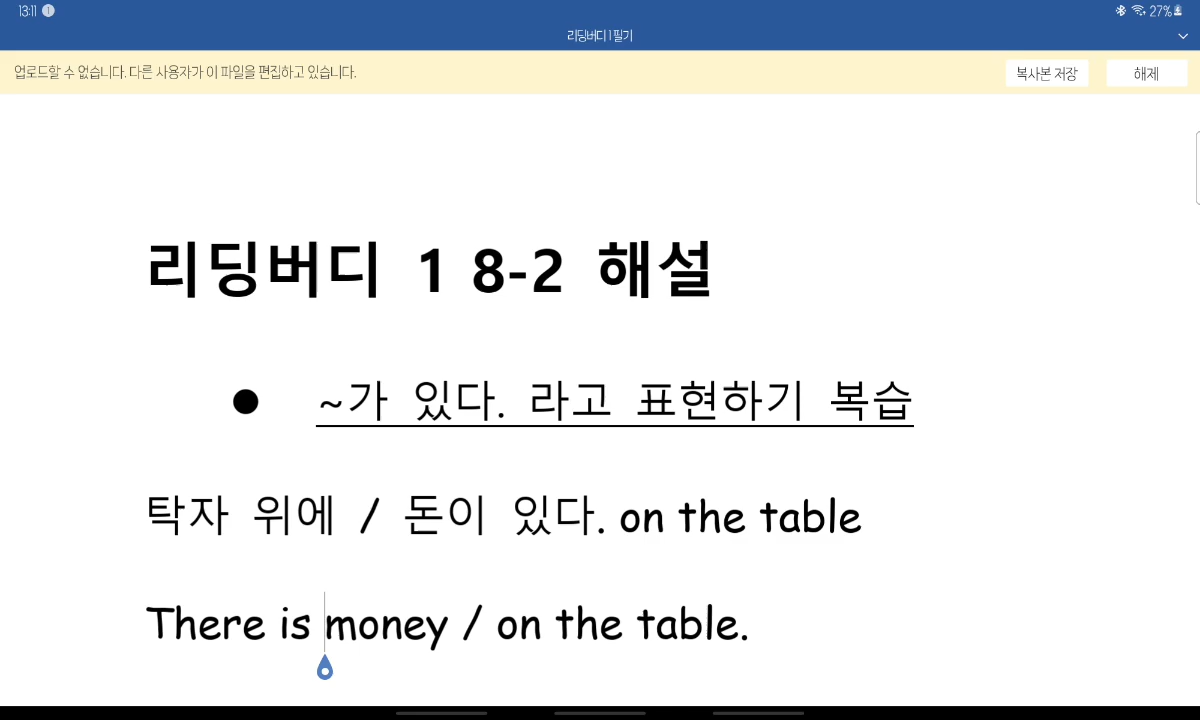 13:11
27%
리딩버디1필기
업로드할 수 없습니다. 다른 사용자가 이 파일을 편집하고 있습니다.
복사본 저장
해제
리딩버디 1 8-2 해설
● ~가 있다. 라고 표현하기 복습
탁자 위에 / 돈이 있다. on the table
There is money / on the table.